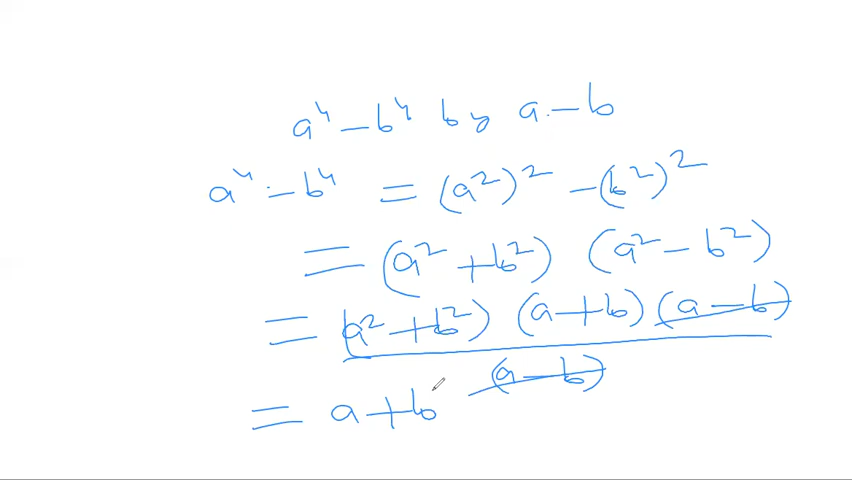 a⁴ - b⁴ by a - b
a⁴ - b⁴ = (a²)² - (b²)²
= (a² + b²) (a² - b²)
= (a² + b²) (a + b) (a - b)
(a - b)
= a + b